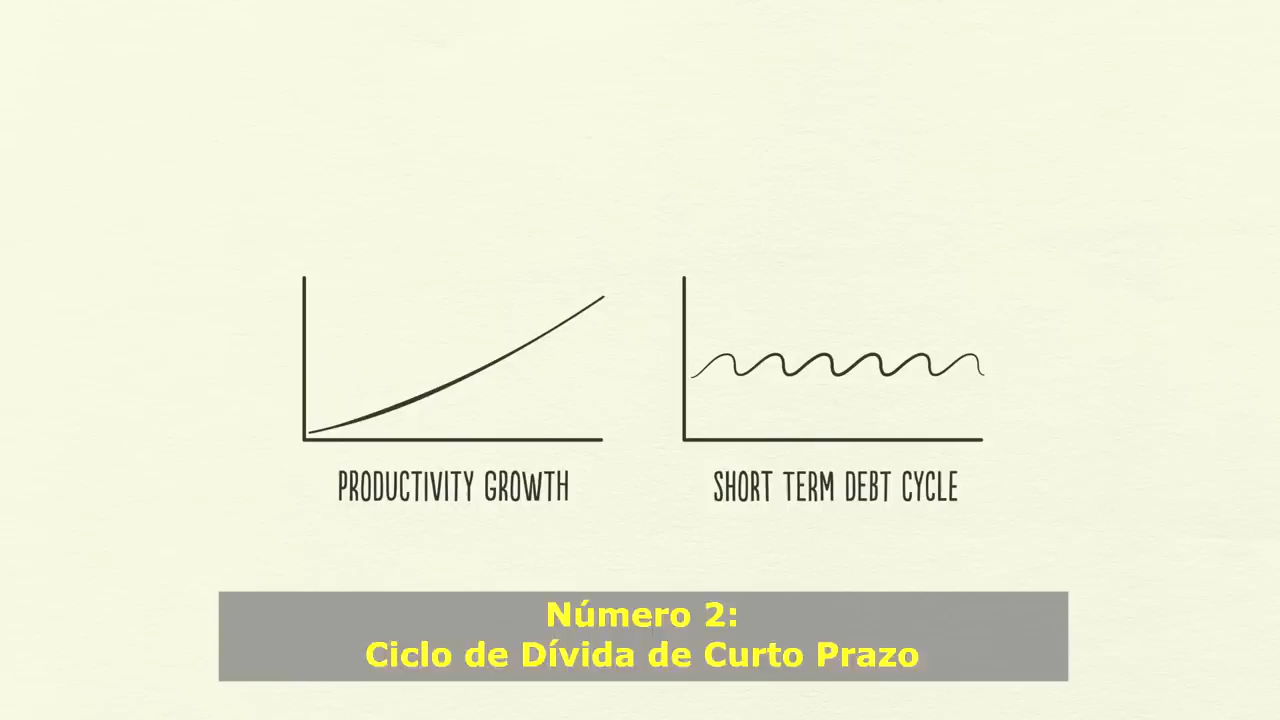 PRODUCTIVITY GROWTH
SHORT TERM DEBT CYCLE
Número 2:
Ciclo de Dívida de Curto Prazo